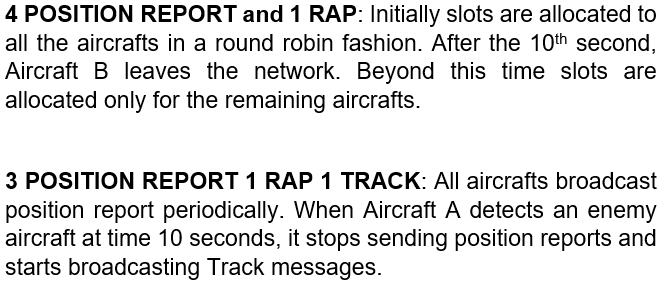 4 POSITION REPORT and 1 RAP: Initially slots are allocated to
all the aircrafts in a round robin fashion. After the 10th second,
Aircraft B leaves the network. Beyond this time slots are
allocated only for the remaining aircrafts.
3 POSITION REPORT 1 RAP 1 TRACK: All aircrafts broadcast
position report periodically. When Aircraft A detects an enemy
aircraft at time 10 seconds, it stops sending position reports and
starts broadcasting Track messages.